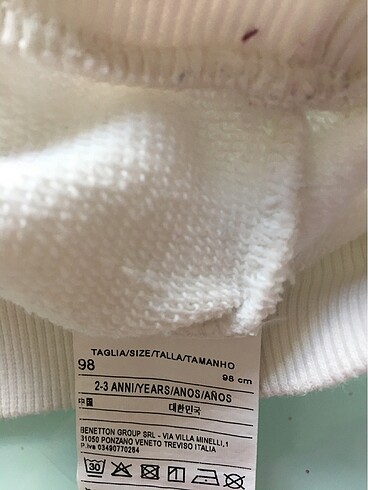 TAGLIA/SIZE/TALLA/TAMANHO
98
98 cm
2-3 ANNI/YEARS/ANOS/AÑOS
中国 대한민국
BENETTON GROUP SRL - VIA VILLA MINELLI,1
31050 PONZANO VENETO TREVISO ITALIA
P.iva 03490770264
30